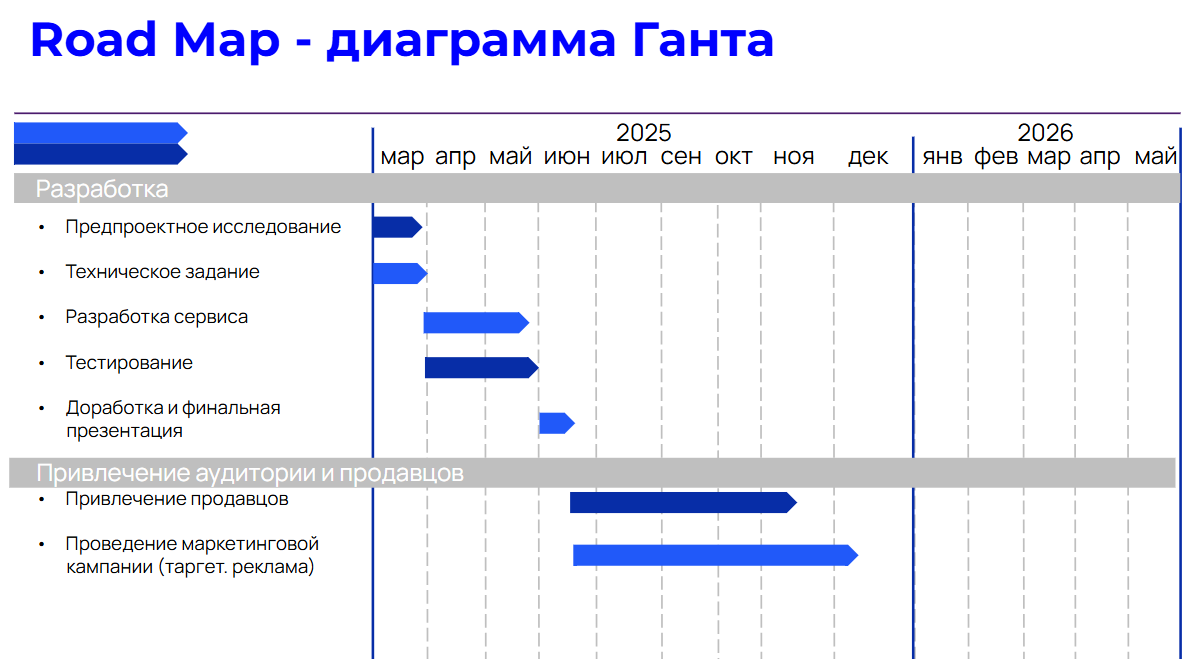 Road Map - диаграмма Ганта
2025
2026
мар апр май июн июл сен окт ноя дек янв фев мар апр май
Разработка
• Предпроектное исследование
• Техническое задание
• Разработка сервиса
• Тестирование
• Доработка и финальная
презентация
Привлечение аудитории и продавцов
• Привлечение продавцов
• Проведение маркетинговой
кампании (таргет. реклама)